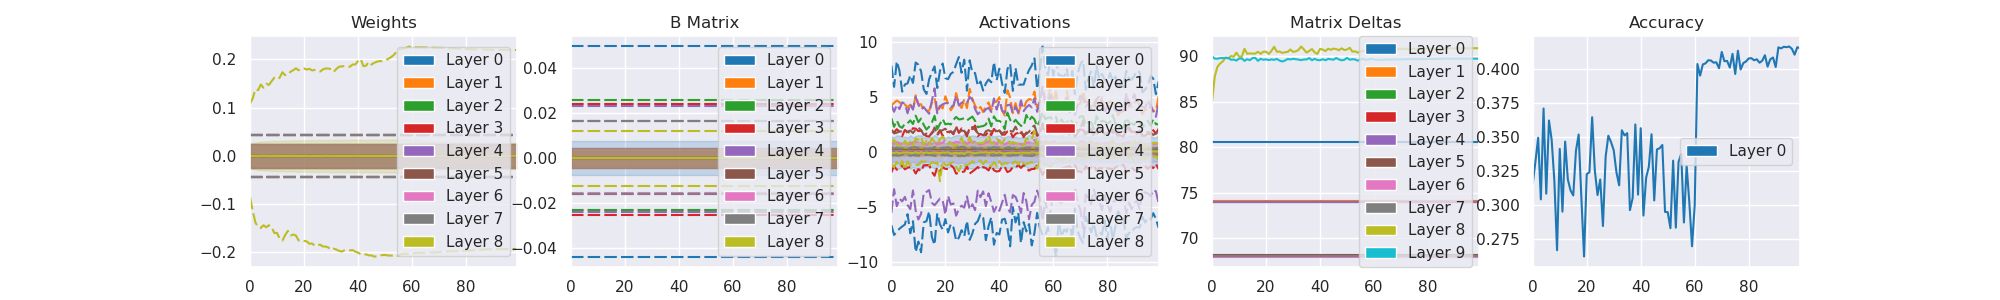 Weights
0.2
0.1
0.0
−0.1
−0.2
0 20 40 60 80
Layer 0
Layer 1
Layer 2
Layer 3
Layer 4
Layer 5
Layer 6
Layer 7
Layer 8
B Matrix
0.04
0.02
0.00
−0.02
−0.04
0 20 40 60 80
Layer 0
Layer 1
Layer 2
Layer 3
Layer 4
Layer 5
Layer 6
Layer 7
Layer 8
Activations
10
5
0
−5
−10
0 20 40 60 80
Layer 0
Layer 1
Layer 2
Layer 3
Layer 4
Layer 5
Layer 6
Layer 7
Layer 8
Matrix Deltas
90
85
80
75
70
0 20 40 60 80
Layer 0
Layer 1
Layer 2
Layer 3
Layer 4
Layer 5
Layer 6
Layer 7
Layer 8
Layer 9
Accuracy
0.400
0.375
0.350
0.325
0.300
0.275
0 20 40 60 80
Layer 0